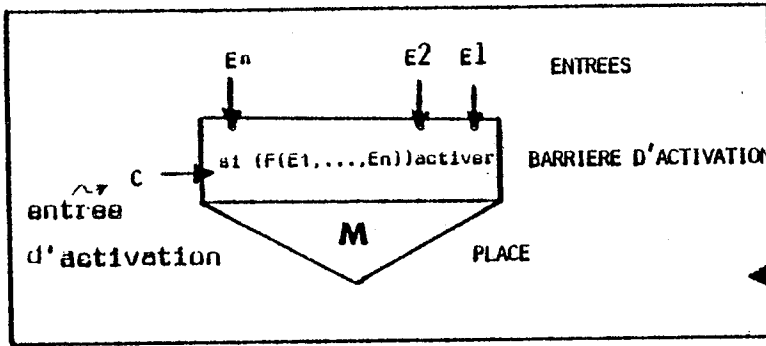 En E2 E1 ENTREES
si (F(E1,...,En))activer BARRIERE D'ACTIVATION
C
entree
d'activation
M
PLACE